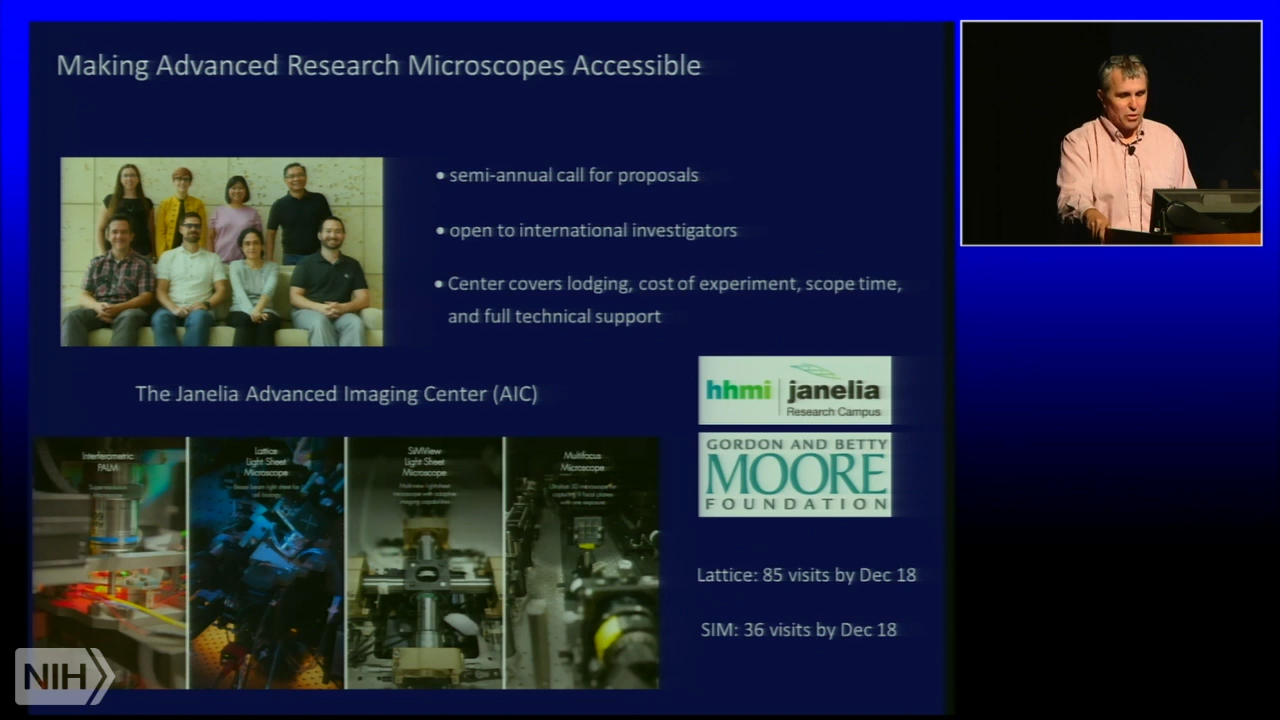 Making Advanced Research Microscopes Accessible
• semi-annual call for proposals
• open to international investigators
• Center covers lodging, cost of experiment, scope time,
and full technical support
The Janelia Advanced Imaging Center (AIC)
hhmi | janelia
Research Campus
GORDON AND BETTY
MOORE
FOUNDATION
Interferometric
PALM
Lattice
Light Sheet
Microscope
SiMView
Light Sheet
Microscope
Multifocus
Microscope
Lattice: 85 visits by Dec 18
SIM: 36 visits by Dec 18
NIH